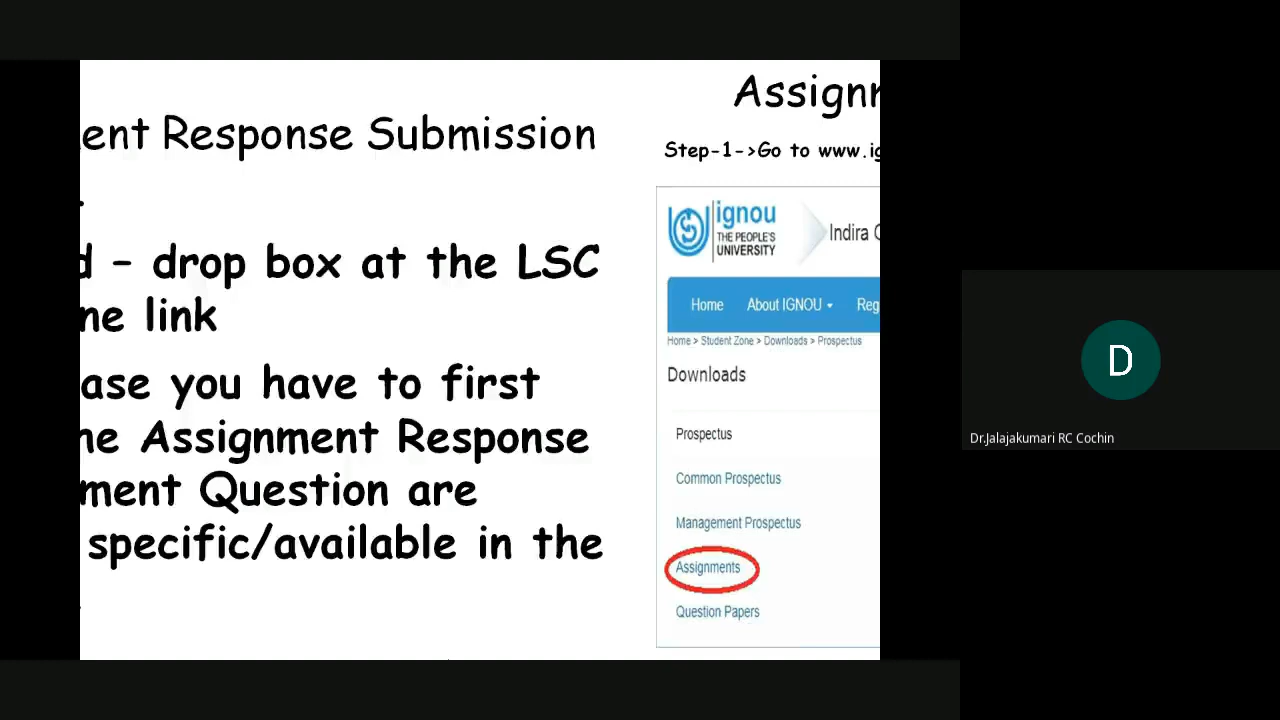 ent Response Submission
d – drop box at the LSC
ne link
ase you have to first
he Assignment Response
ment Question are
specific/available in the
Assignm
Step-1->Go to www.ig
ignou
THE PEOPLE'S
UNIVERSITY
Indira G
Home About IGNOU Reg
Home > Student Zone > Downloads > Prospectus
Downloads
Prospectus
Common Prospectus
Management Prospectus
Assignments
Question Papers
D
Dr.Jalajakumari RC Cochin